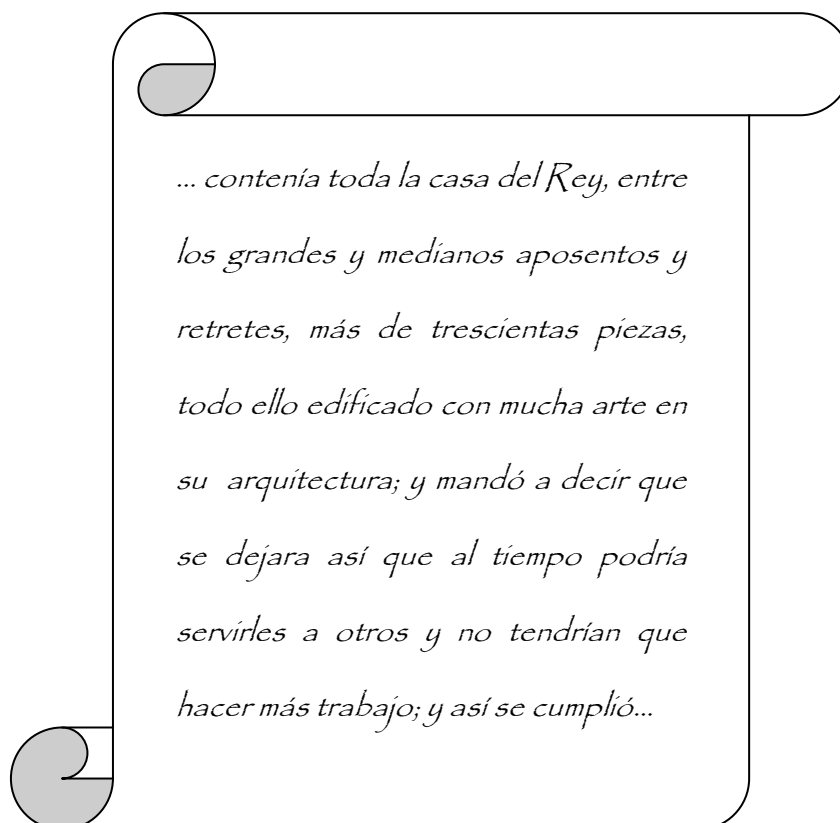 ... contenía toda la casa del Rey, entre
los grandes y medianos aposentos y
retretes, más de trescientas piezas,
todo ello edificado con mucha arte en
su arquitectura; y mandó a decir que
se dejara así que al tiempo podría
servirles a otros y no tendrían que
hacer más trabajo; y así se cumplió...